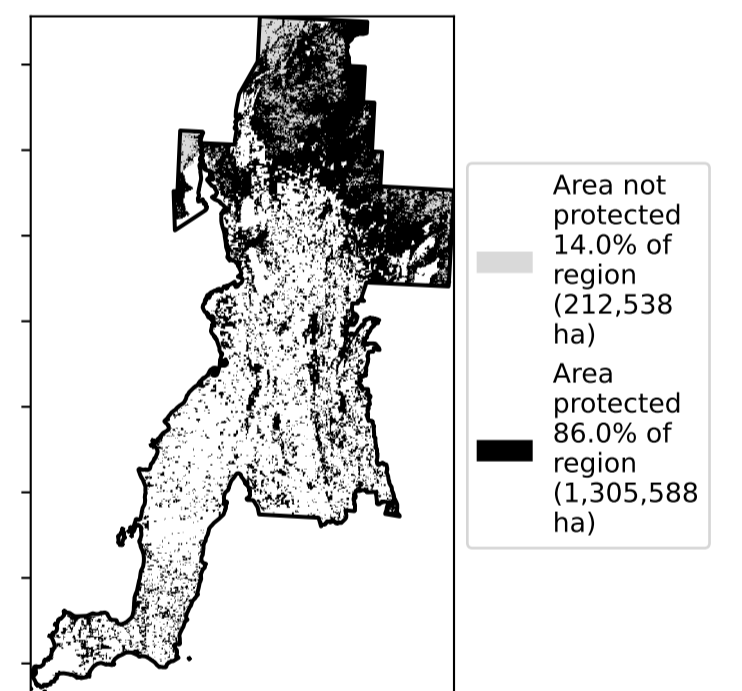 Area not
protected
14.0% of
region
(212,538
ha)
Area
protected
86.0% of
region
(1,305,588
ha)